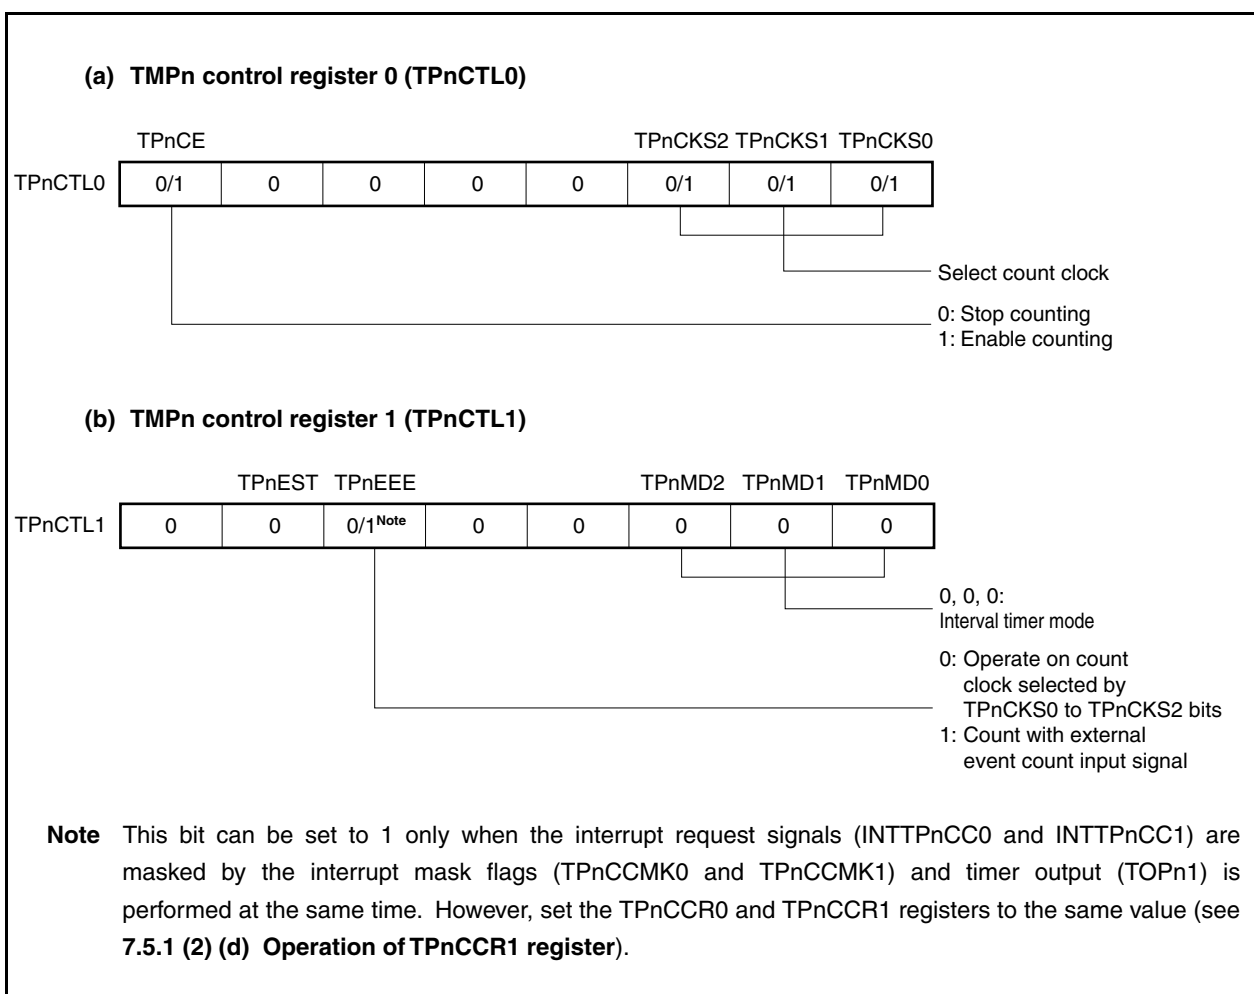 (a) TMPn control register 0 (TPnCTL0)
TPnCE TPnCKS2 TPnCKS1 TPnCKS0
TPnCTL0 0/1 0 0 0 0 0/1 0/1 0/1
Select count clock
0: Stop counting
1: Enable counting
(b) TMPn control register 1 (TPnCTL1)
TPnEST TPnEEE TPnMD2 TPnMD1 TPnMD0
TPnCTL1 0 0 0/1Note 0 0 0 0 0
0, 0, 0:
Interval timer mode
0: Operate on count
clock selected by
TPnCKS0 to TPnCKS2 bits
1: Count with external
event count input signal
Note This bit can be set to 1 only when the interrupt request signals (INTTPnCC0 and INTTPnCC1) are
masked by the interrupt mask flags (TPnCCMK0 and TPnCCMK1) and timer output (TOPn1) is
performed at the same time. However, set the TPnCCR0 and TPnCCR1 registers to the same value (see
7.5.1 (2) (d) Operation of TPnCCR1 register).